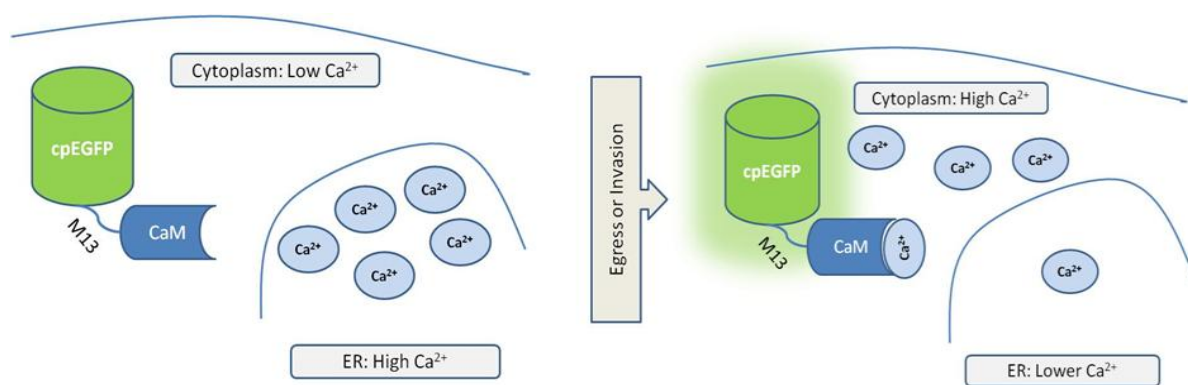 Cytoplasm: Low Ca²⁺
cpEGFP
M13
CaM
Ca²⁺
Ca²⁺
Ca²⁺
Ca²⁺
Ca²⁺
ER: High Ca²⁺
Egress or Invasion
Cytoplasm: High Ca²⁺
cpEGFP
Ca²⁺
Ca²⁺
Ca²⁺
M13
CaM
Ca²⁺
Ca²⁺
ER: Lower Ca²⁺